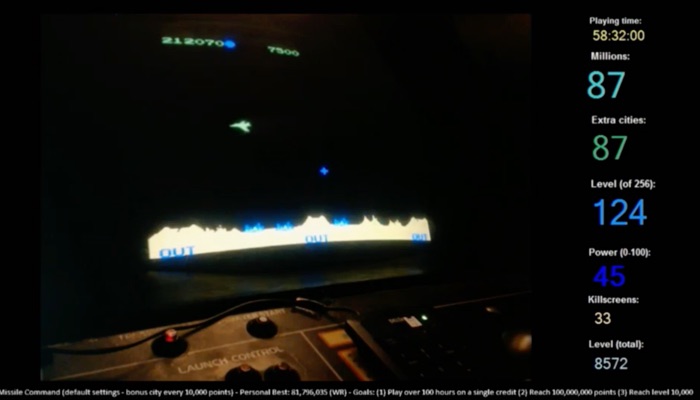 212070
7500
OUT
OUT
OUT
LAUNCH CONTROL
Playing time:
58:32:00
Millions:
87
Extra cities:
87
Level (of 256):
124
Power (0-100):
45
Killscreens:
33
Level (total):
8572
Missile Command (default settings - bonus city every 10,000 points) - Personal Best: 81,796,035 (WR) - Goals: (1) Play over 100 hours on a single credit (2) Reach 100,000,000 points (3) Reach level 10,000